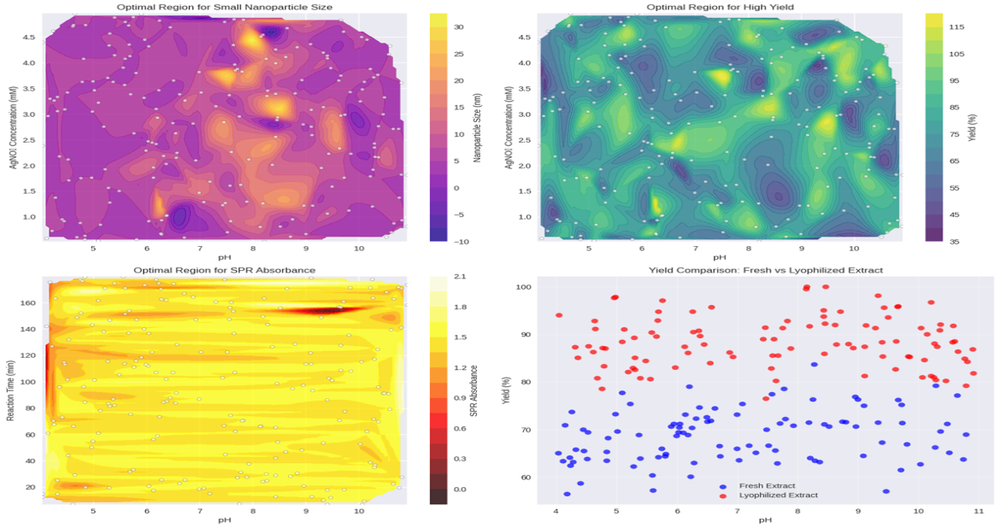 Optimal Region for Small Nanoparticle Size
AgNO₃ Concentration (mM)
4.5
4.0
3.5
3.0
2.5
2.0
1.5
1.0
5 6 7 8 9 10
pH
30
25
20
15
10
5
0
−5
−10
Nanoparticle Size (nm)
Optimal Region for High Yield
AgNO₃ Concentration (mM)
4.5
4.0
3.5
3.0
2.5
2.0
1.5
1.0
5 6 7 8 9 10
pH
115
105
95
85
75
65
55
45
35
Yield (%)
Optimal Region for SPR Absorbance
Reaction Time (min)
160
140
120
100
80
60
40
20
5 6 7 8 9 10
pH
2.1
1.8
1.5
1.2
0.9
0.6
0.3
0.0
SPR Absorbance
Yield Comparison: Fresh vs Lyophilized Extract
Yield (%)
100
90
80
70
60
4 5 6 7 8 9 10 11
pH
Fresh Extract
Lyophilized Extract